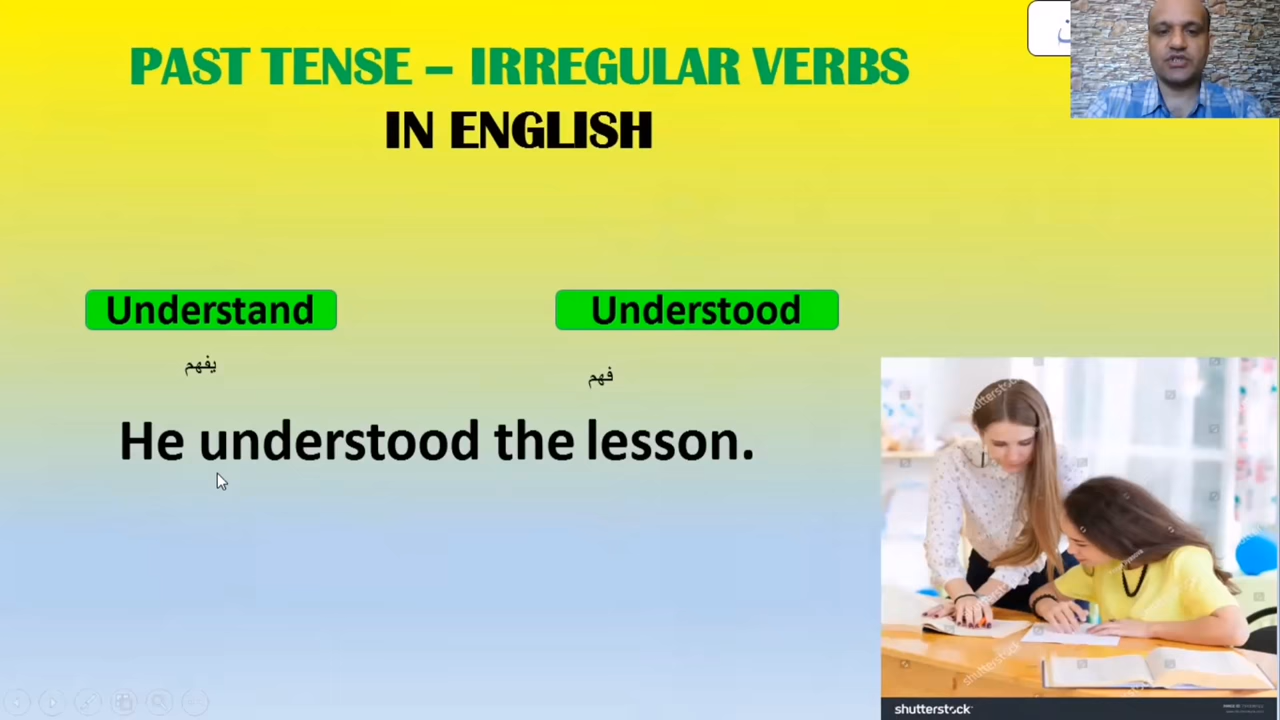 PAST TENSE – IRREGULAR VERBS
IN ENGLISH
Understand
Understood
يفهم
فهم
He understood the lesson.
shutterstock